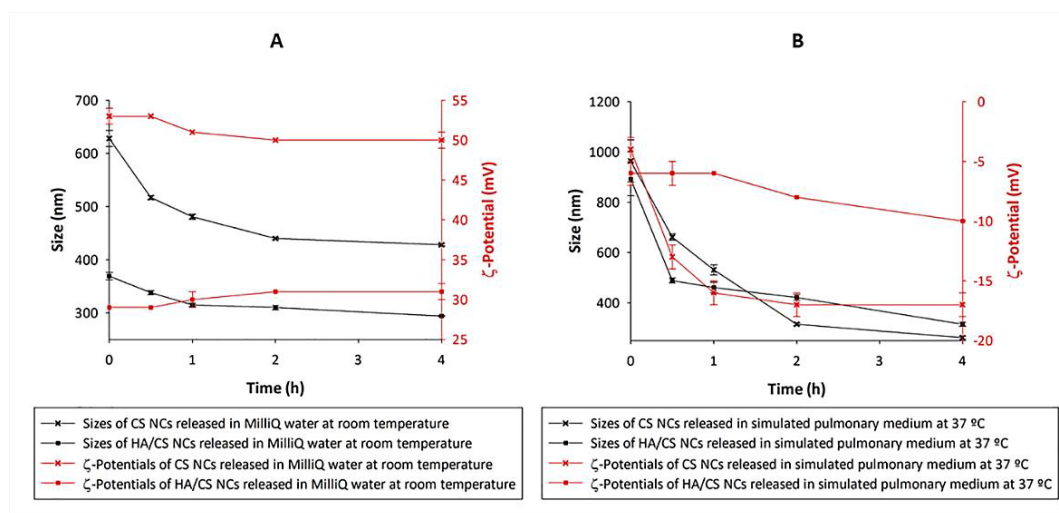 A
B
700
600
500
400
300
55
50
45
40
35
30
25
0
1
2
3
4
Size (nm)
ζ-Potential (mV)
Time (h)
1200
1000
800
600
400
0
-5
-10
-15
-20
0
1
2
3
4
Size (nm)
ζ-Potential (mV)
Time (h)
Sizes of CS NCs released in MilliQ water at room temperature
Sizes of HA/CS NCs released in MilliQ water at room temperature
ζ-Potentials of CS NCs released in MilliQ water at room temperature
ζ-Potentials of HA/CS NCs released in MilliQ water at room temperature
Sizes of CS NCs released in simulated pulmonary medium at 37 ºC
Sizes of HA/CS NCs released in simulated pulmonary medium at 37 ºC
ζ-Potentials of CS NCs released in simulated pulmonary medium at 37 ºC
ζ-Potentials of HA/CS NCs released in simulated pulmonary medium at 37 ºC